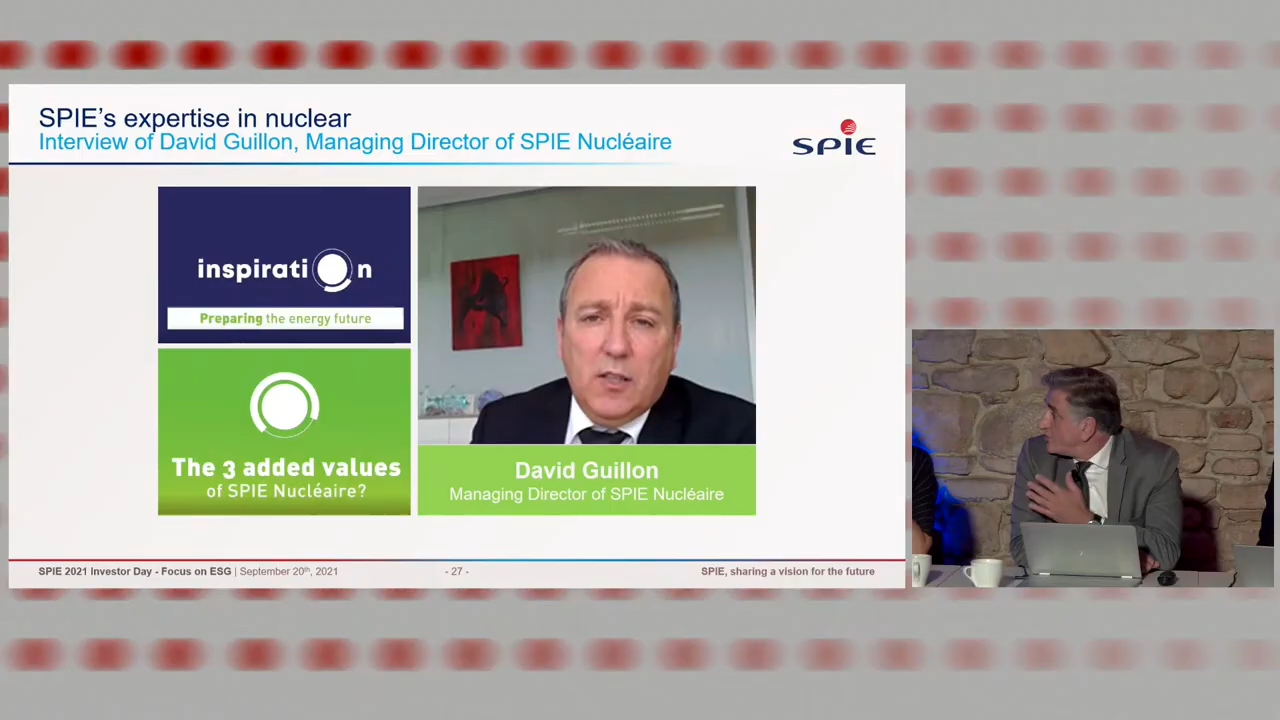 SPIE's expertise in nuclear
Interview of David Guillon, Managing Director of SPIE Nucléaire
SPIE
inspiration
Preparing the energy future
The 3 added values
of SPIE Nucléaire?
David Guillon
Managing Director of SPIE Nucléaire
SPIE 2021 Investor Day - Focus on ESG | September 20th, 2021
- 27 -
SPIE, sharing a vision for the future